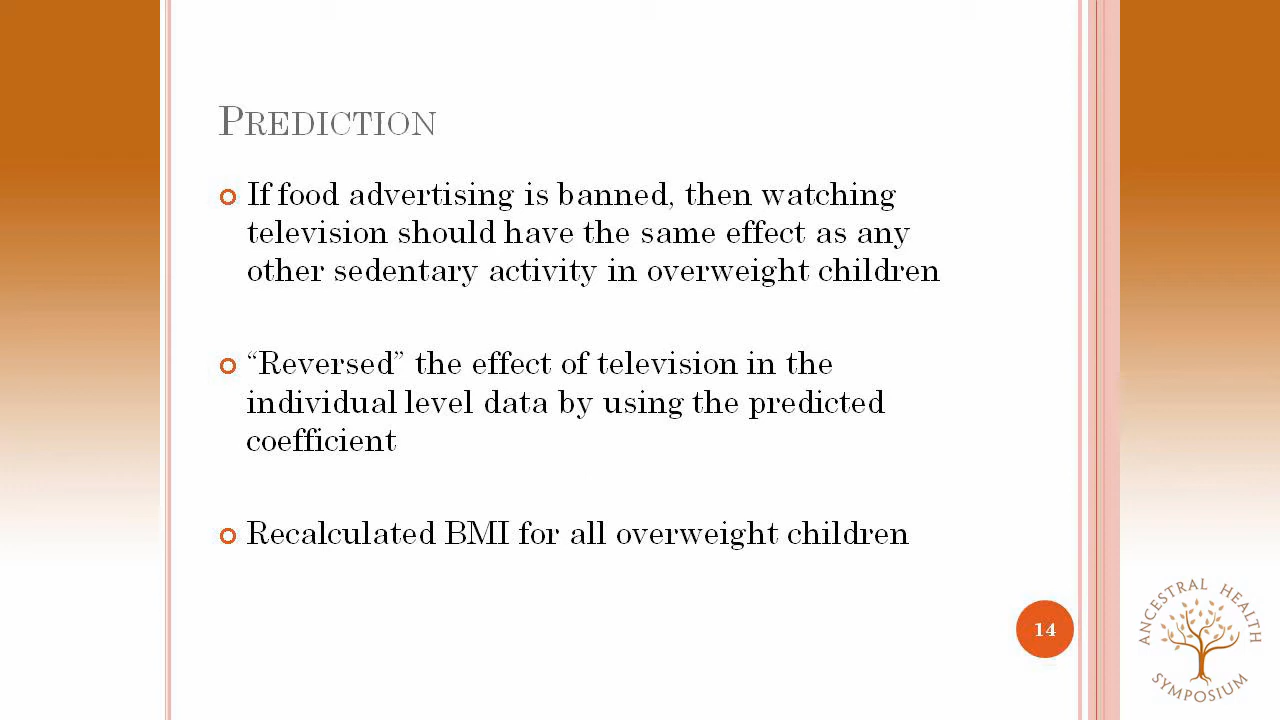 PREDICTION
If food advertising is banned, then watching
television should have the same effect as any
other sedentary activity in overweight children
“Reversed” the effect of television in the
individual level data by using the predicted
coefficient
Recalculated BMI for all overweight children
14
ANCESTRAL HEALTH
SYMPOSIUM